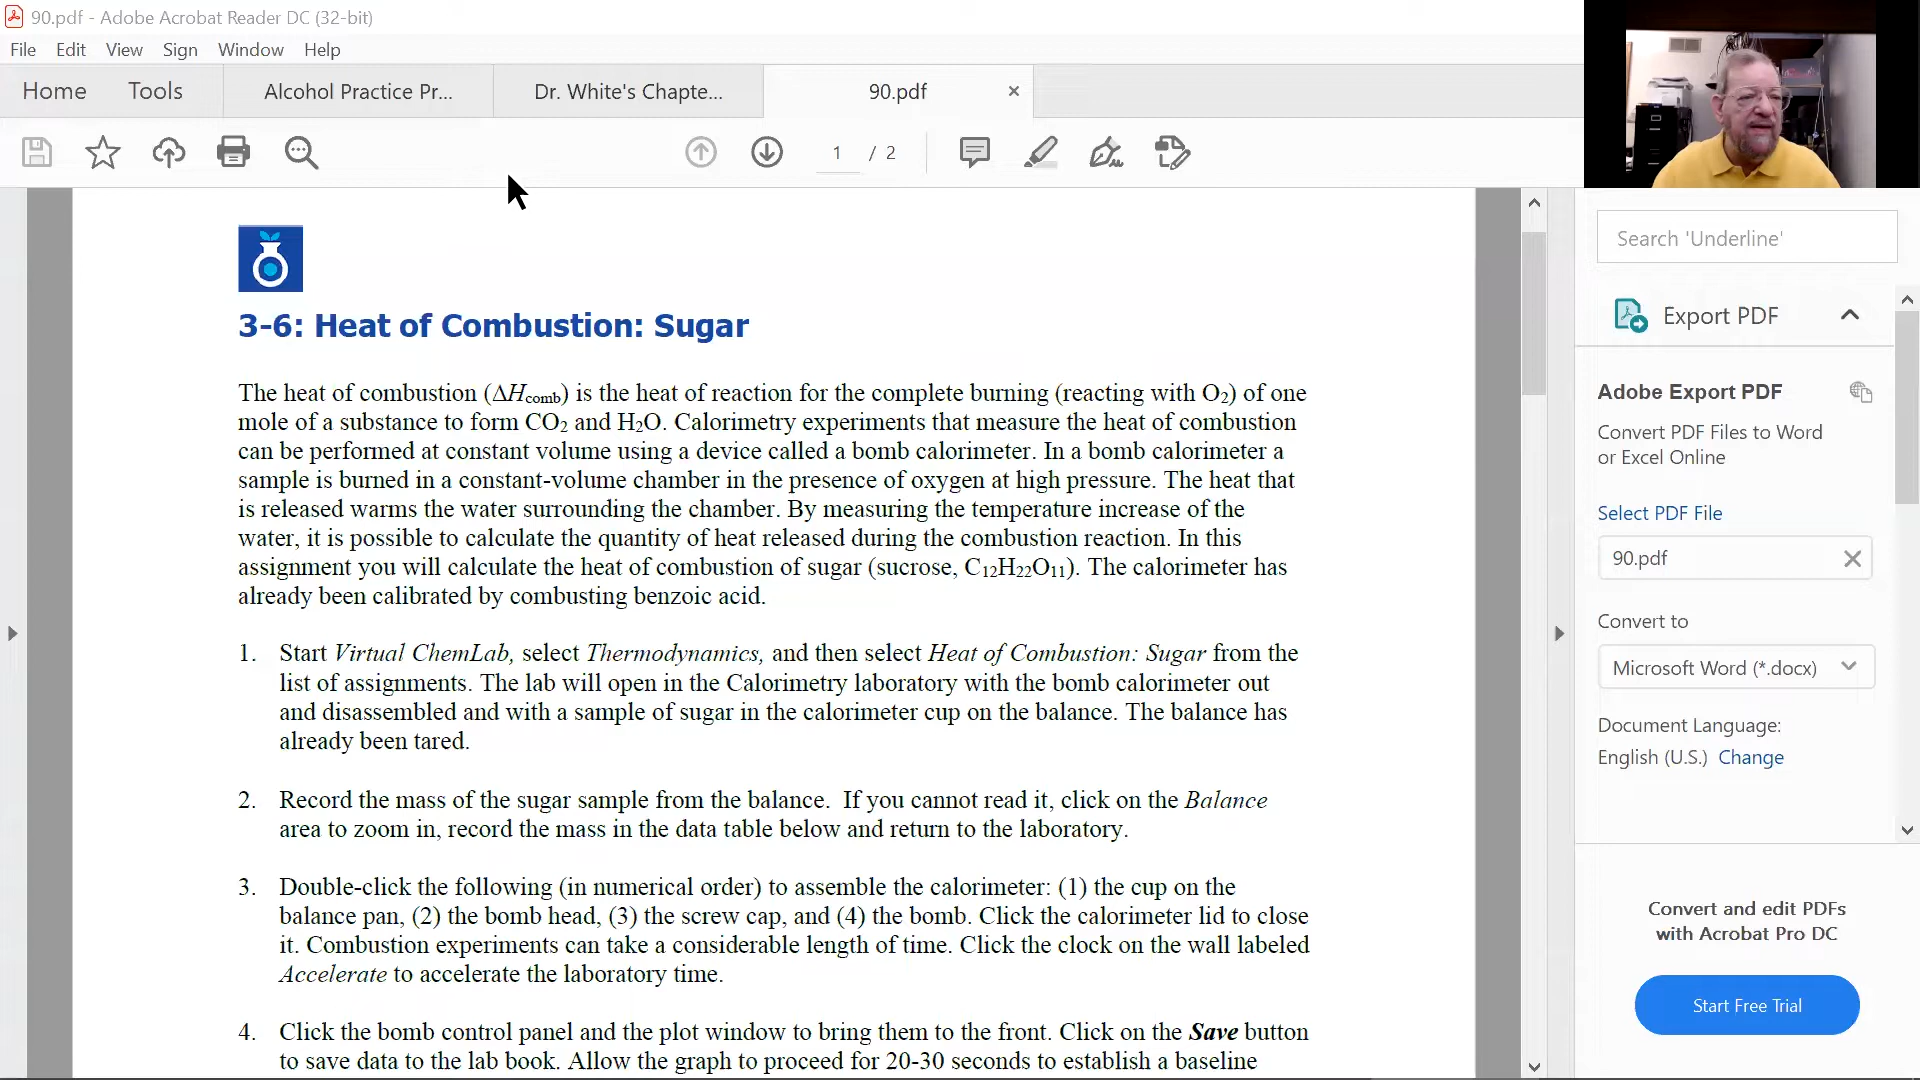 90.pdf - Adobe Acrobat Reader DC (32-bit)
File Edit View Sign Window Help
Home Tools Alcohol Practice Pr... Dr. White's Chapte... 90.pdf
1 / 2
Search 'Underline'
3-6: Heat of Combustion: Sugar
The heat of combustion (ΔHcomb) is the heat of reaction for the complete burning (reacting with O2) of one
mole of a substance to form CO2 and H2O. Calorimetry experiments that measure the heat of combustion
can be performed at constant volume using a device called a bomb calorimeter. In a bomb calorimeter a
sample is burned in a constant-volume chamber in the presence of oxygen at high pressure. The heat that
is released warms the water surrounding the chamber. By measuring the temperature increase of the
water, it is possible to calculate the quantity of heat released during the combustion reaction. In this
assignment you will calculate the heat of combustion of sugar (sucrose, C12H22O11). The calorimeter has
already been calibrated by combusting benzoic acid.
1. Start Virtual ChemLab, select Thermodynamics, and then select Heat of Combustion: Sugar from the
list of assignments. The lab will open in the Calorimetry laboratory with the bomb calorimeter out
and disassembled and with a sample of sugar in the calorimeter cup on the balance. The balance has
already been tared.
2. Record the mass of the sugar sample from the balance. If you cannot read it, click on the Balance
area to zoom in, record the mass in the data table below and return to the laboratory.
3. Double-click the following (in numerical order) to assemble the calorimeter: (1) the cup on the
balance pan, (2) the bomb head, (3) the screw cap, and (4) the bomb. Click the calorimeter lid to close
it. Combustion experiments can take a considerable length of time. Click the clock on the wall labeled
Accelerate to accelerate the laboratory time.
4. Click the bomb control panel and the plot window to bring them to the front. Click on the Save button
to save data to the lab book. Allow the graph to proceed for 20-30 seconds to establish a baseline
Export PDF
Adobe Export PDF
Convert PDF Files to Word
or Excel Online
Select PDF File
90.pdf
Convert to
Microsoft Word (*.docx)
Document Language:
English (U.S.) Change
Convert and edit PDFs
with Acrobat Pro DC
Start Free Trial